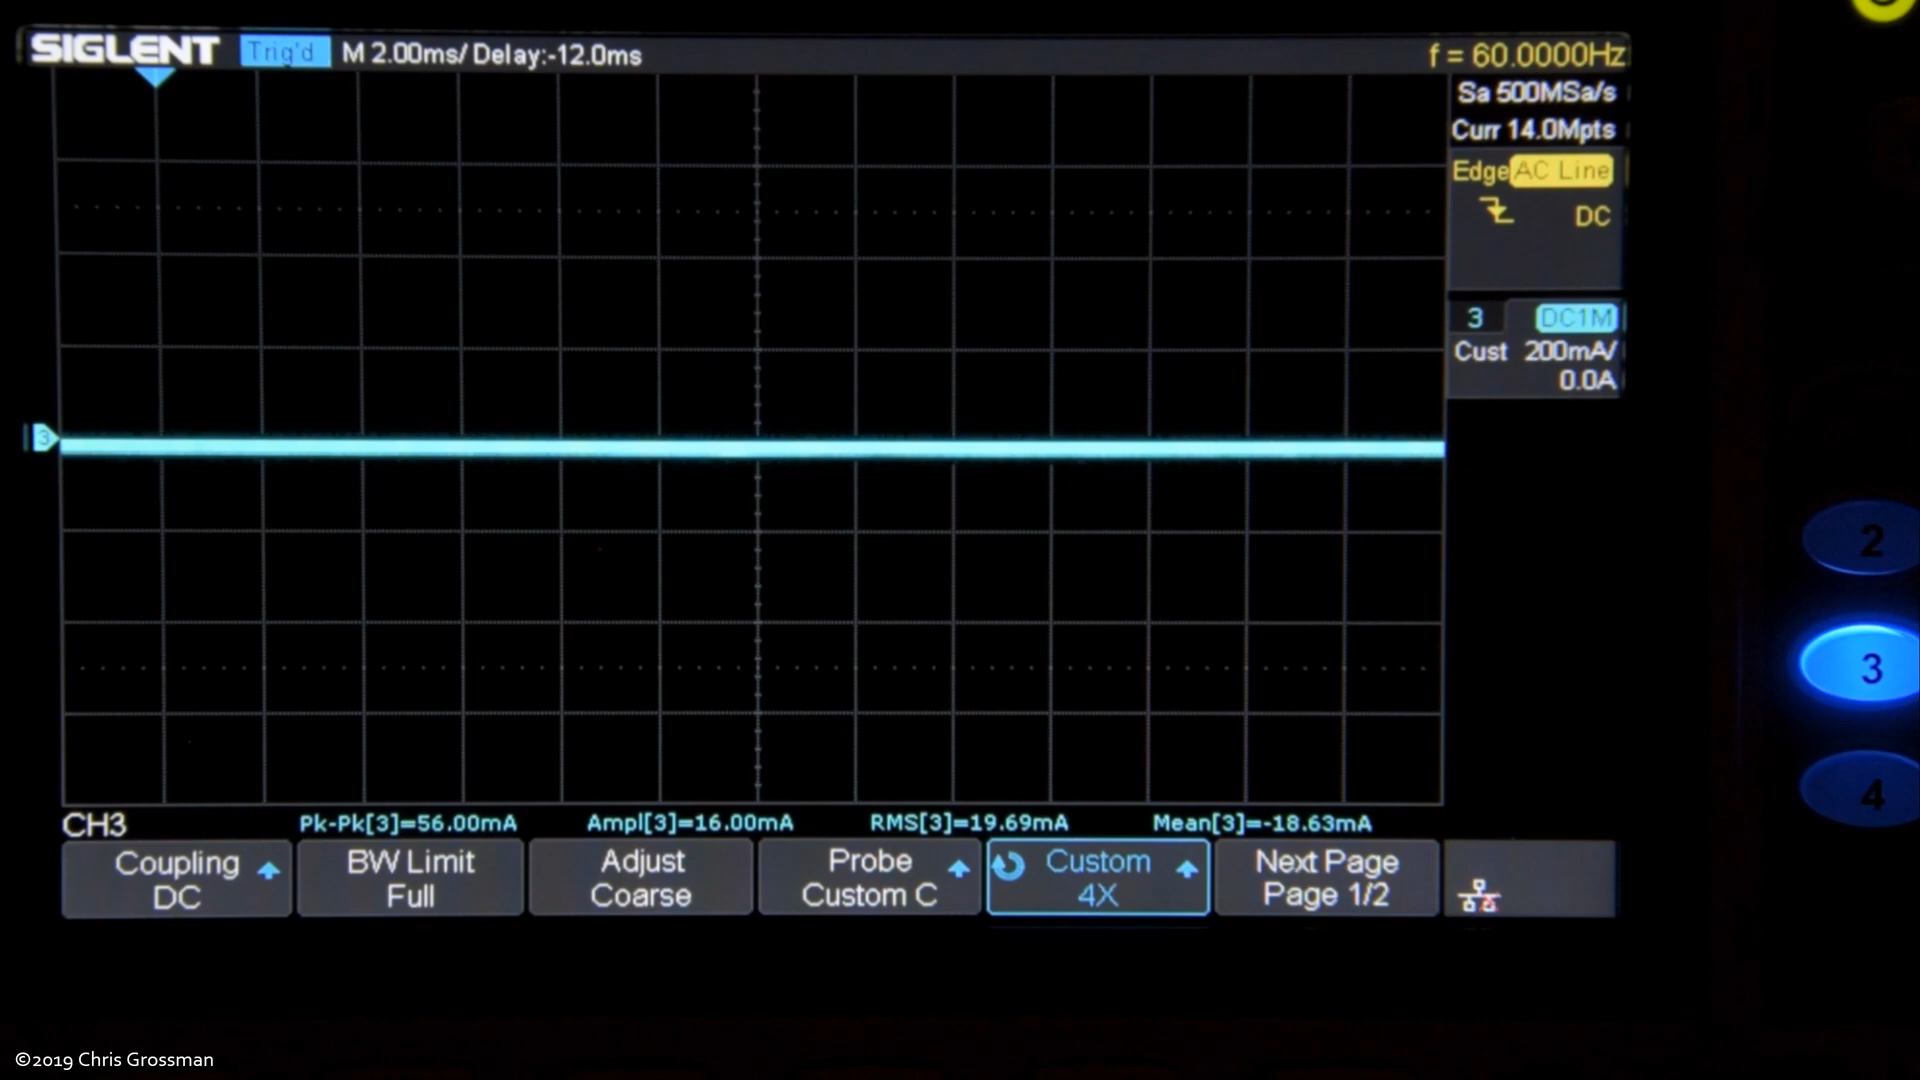 SIGLENT Trig'd M 2.00ms/ Delay:-12.0ms f = 60.0000Hz
Sa 500MSa/s
Curr 14.0Mpts
Edge AC Line
DC
3 DC1M
Cust 200mA/
0.0A
3
2
3
4
CH3 Pk-Pk[3]=56.00mA Ampl[3]=16.00mA RMS[3]=19.69mA Mean[3]=-18.63mA
Coupling BW Limit Adjust Probe Custom Next Page
DC Full Coarse Custom C 4X Page 1/2
©2019 Chris Grossman